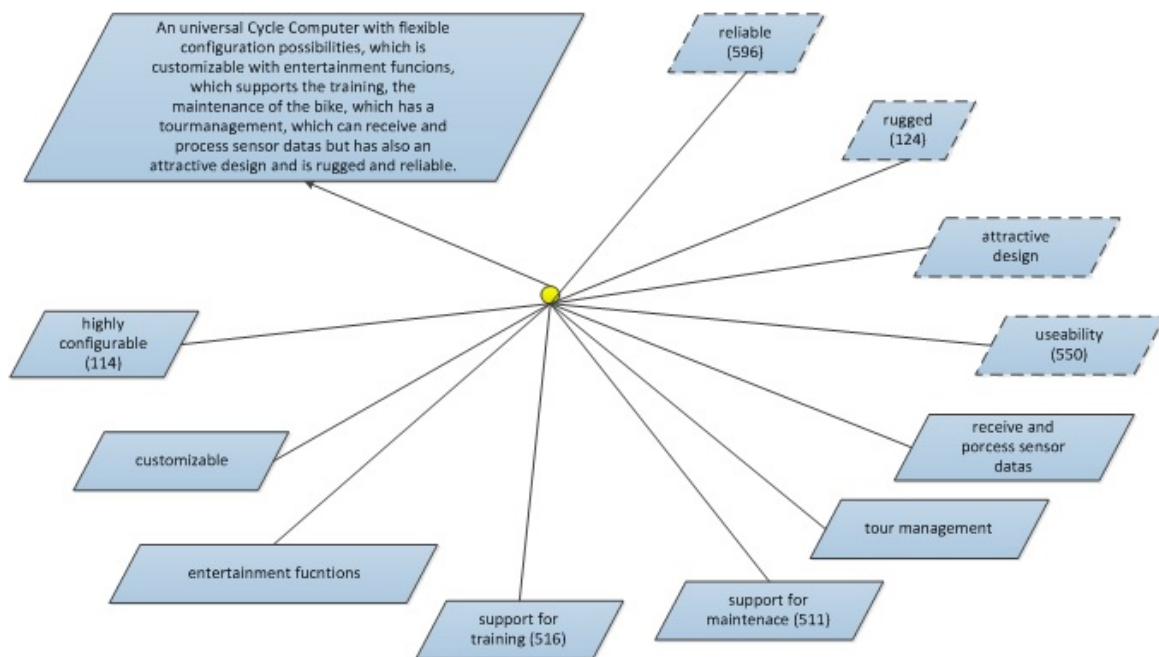 An universal Cycle Computer with flexible
configuration possibilities, which is
customizable with entertainment funcions,
which supports the training, the
maintenance of the bike, which has a
tourmanagement, which can receive and
process sensor datas but has also an
attractive design and is rugged and reliable.
reliable
(596)
rugged
(124)
attractive
design
useability
(550)
highly
configurable
(114)
customizable
receive and
porcess sensor
datas
tour management
entertainment fucntions
support for
training (516)
support for
maintenace (511)